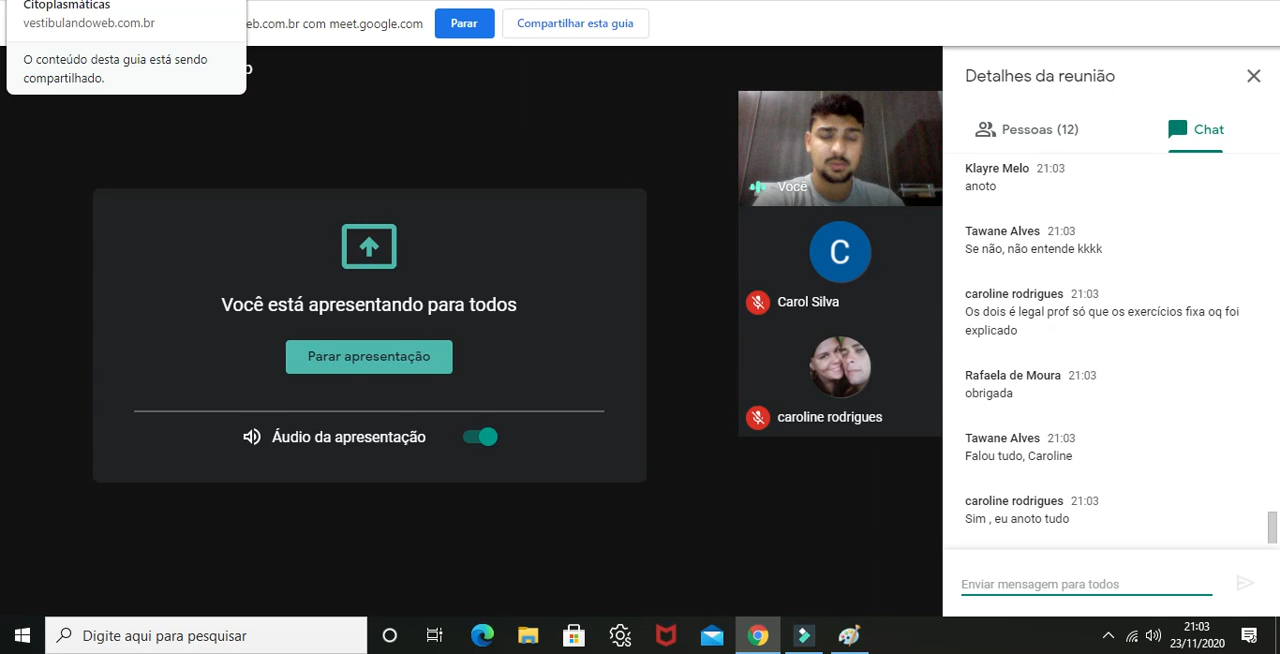 Citoplasmáticas
vestibulandoweb.com.br
O conteúdo desta guia está sendo
compartilhado.
eb.com.br com meet.google.com
Parar
Compartilhar esta guia
Você está apresentando para todos
Parar apresentação
Áudio da apresentação
Você
C
Carol Silva
caroline rodrigues
Detalhes da reunião
Pessoas (12)
Chat
Klayre Melo 21:03
anoto
Tawane Alves 21:03
Se não, não entende kkkk
caroline rodrigues 21:03
Os dois é legal prof só que os exercícios fixa oq foi
explicado
Rafaela de Moura 21:03
obrigada
Tawane Alves 21:03
Falou tudo, Caroline
caroline rodrigues 21:03
Sim , eu anoto tudo
Enviar mensagem para todos
Digite aqui para pesquisar
21:03
23/11/2020